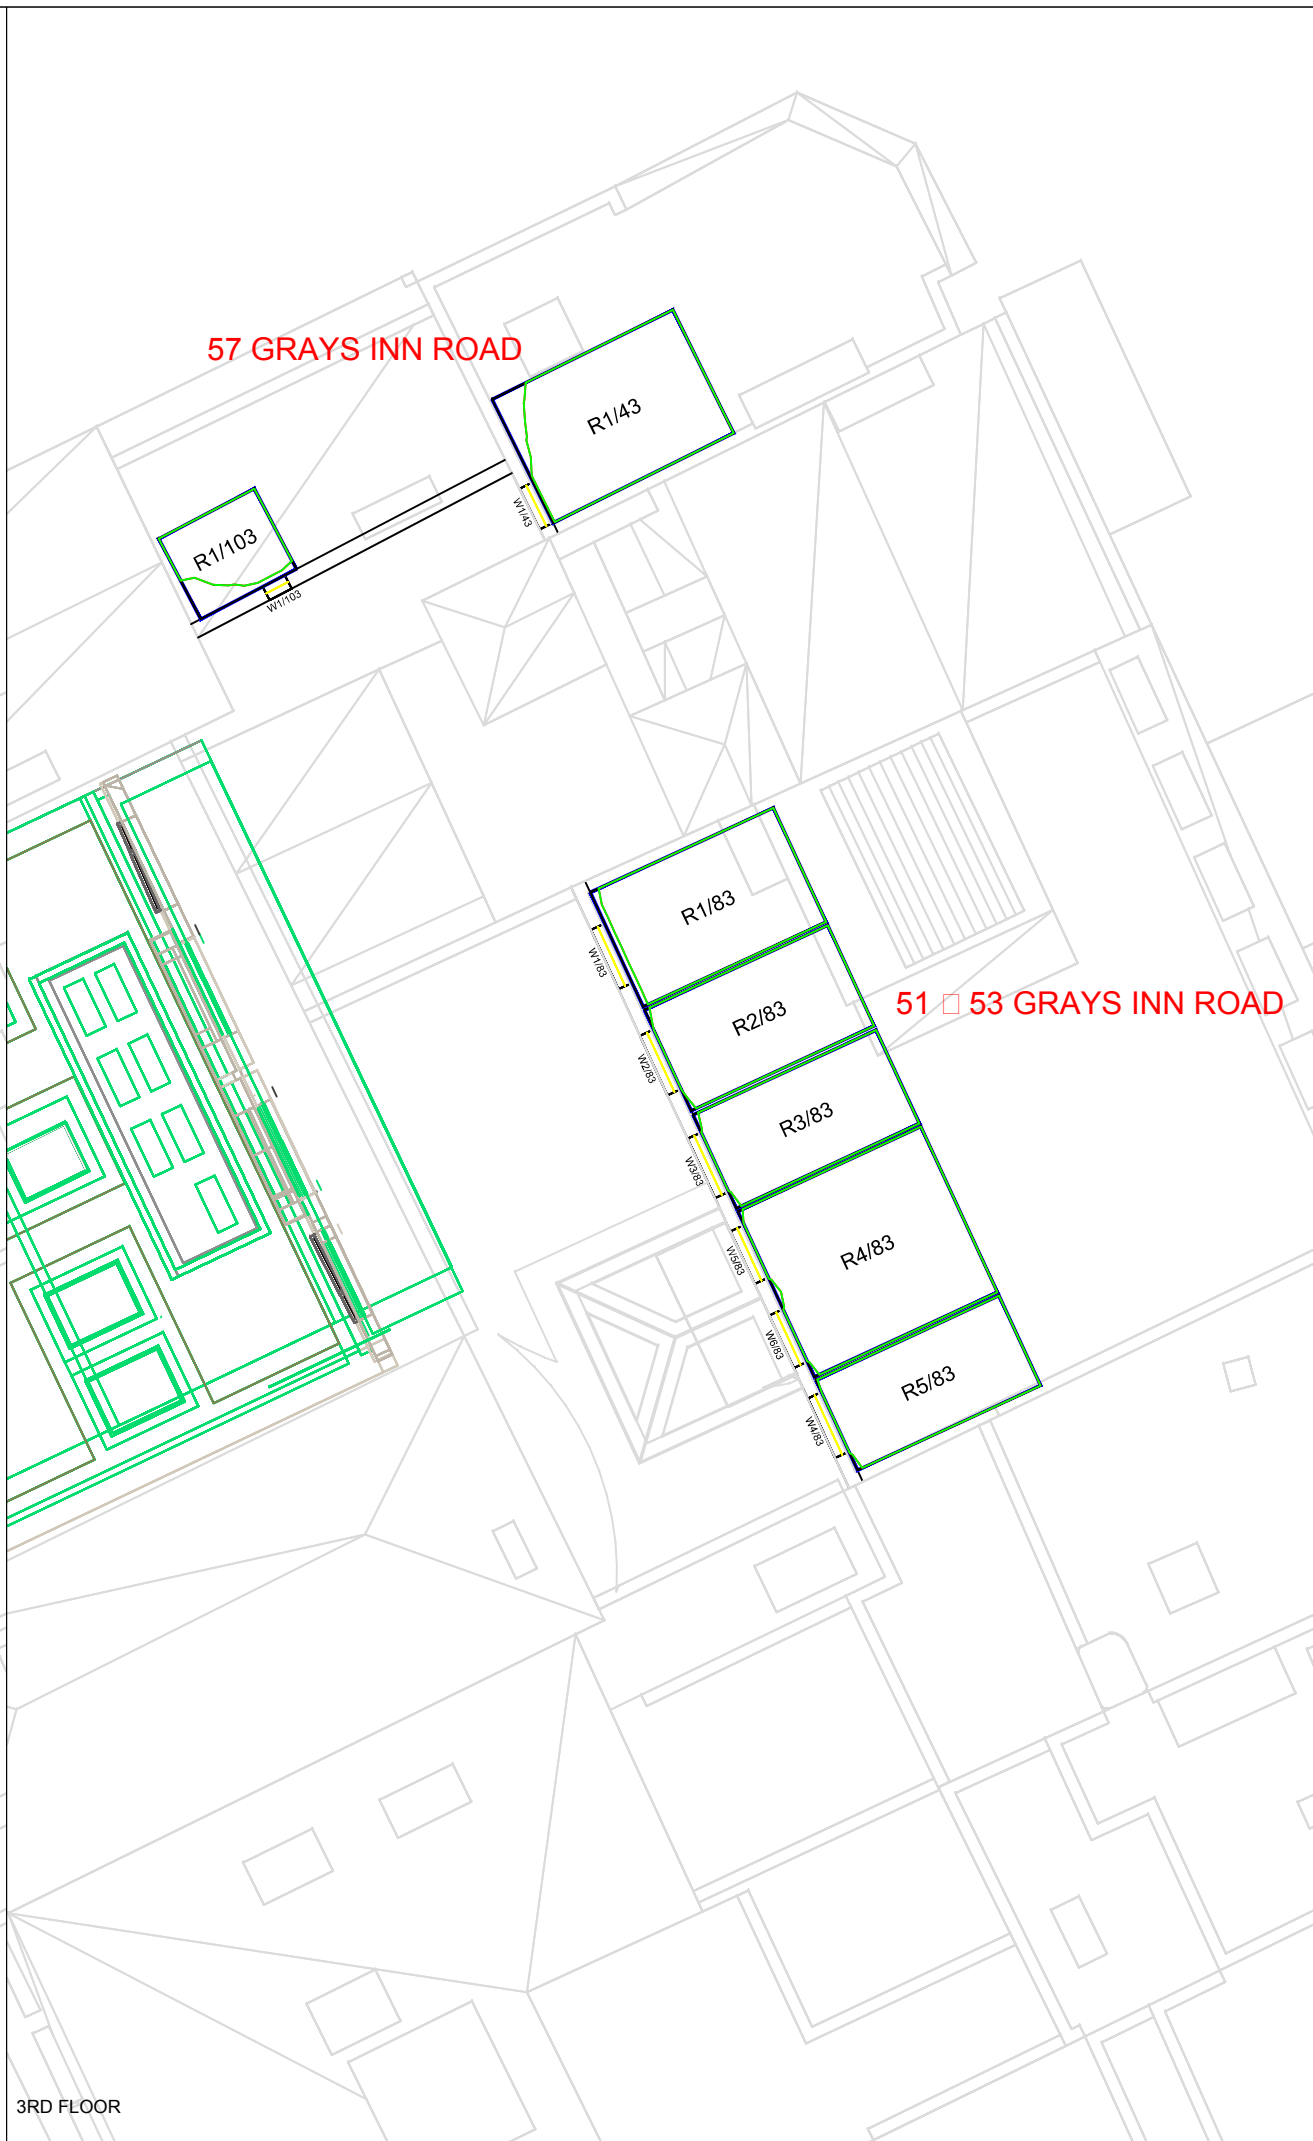 57 GRAYS INN ROAD
R1/43
W1/43
R1/103
W1/103
R1/83
W1/83
51 □ 53 GRAYS INN ROAD
R2/83
W2/83
R3/83
W3/83
R4/83
W5/83
W6/83
R5/83
W4/83
3RD FLOOR